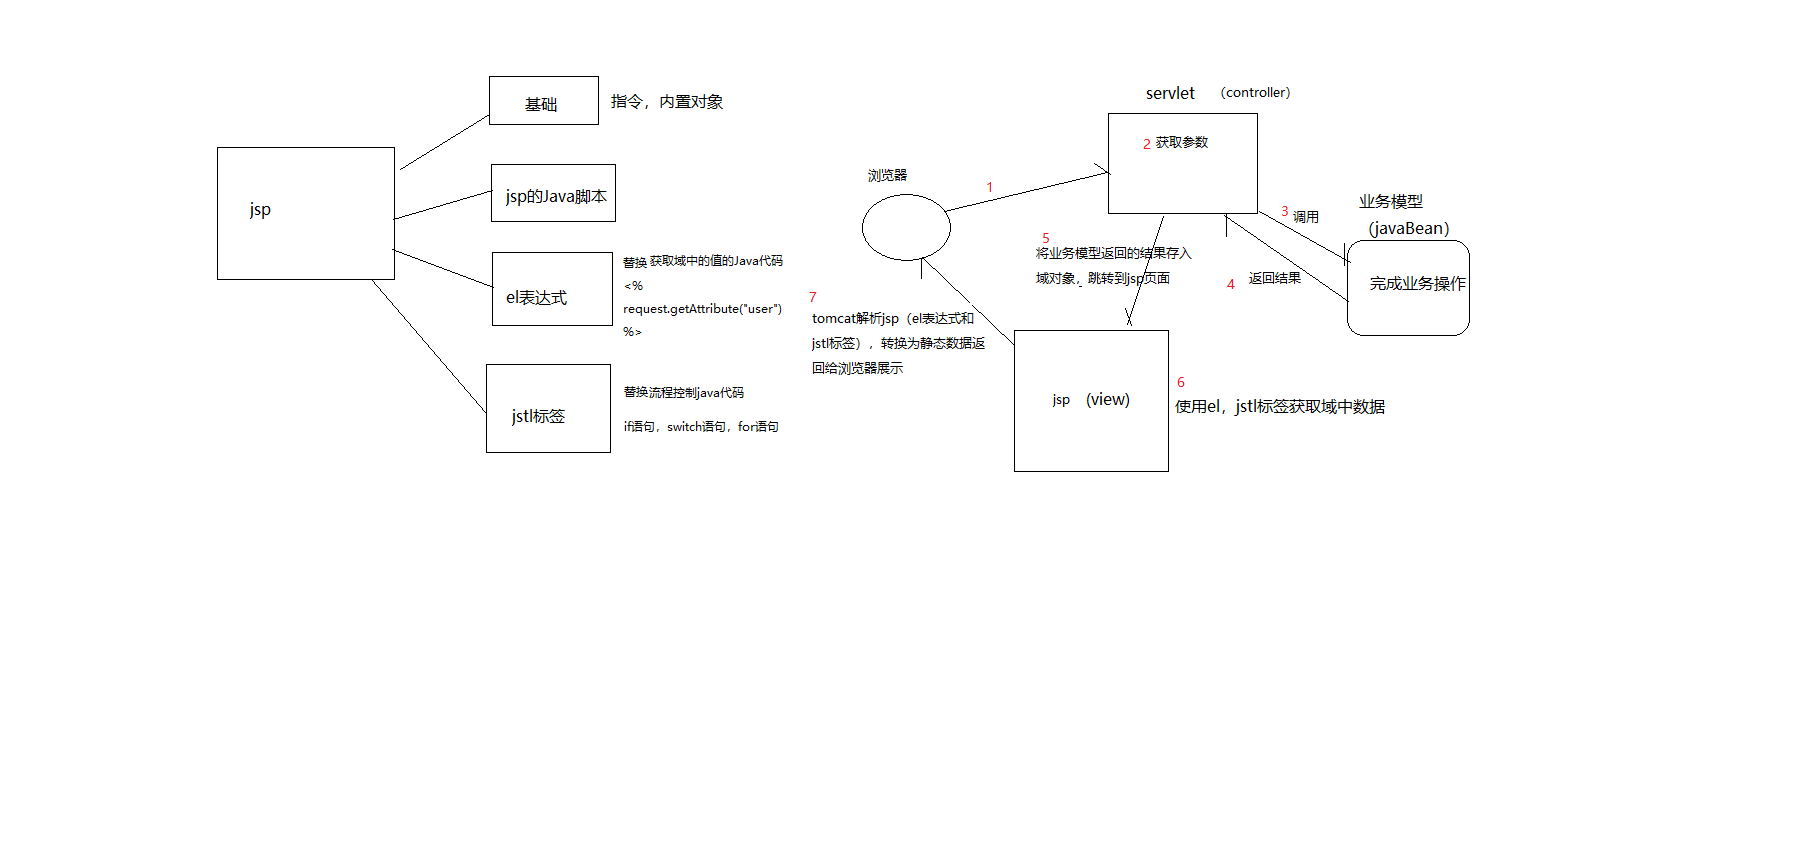 基础
指令，内置对象
jsp
jsp的Java脚本
el表达式
替换 获取域中的值的Java代码
<%
request.getAttribute("user")
%>
jstl标签
替换流程控制java代码
if语句，switch语句，for语句
servlet （controller）
2 获取参数
浏览器
1
3 调用
业务模型
（javaBean）
完成业务操作
4 返回结果
5
将业务模型返回的结果存入
域对象，跳转到jsp页面
7
tomcat解析jsp（el表达式和
jstl标签），转换为静态数据返
回给浏览器展示
jsp （view）
6
使用el，jstl标签获取域中数据